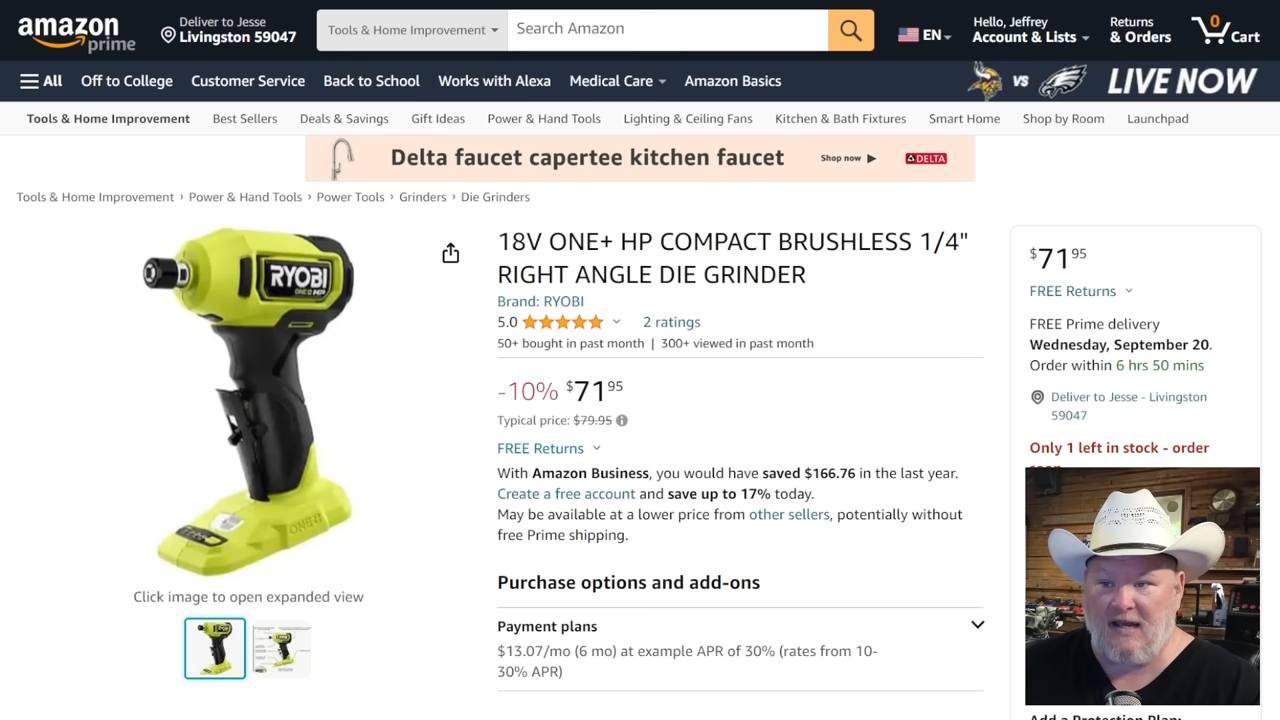 amazon
prime
Deliver to Jesse
Livingston 59047
Tools & Home Improvement
Search Amazon
EN
Hello, Jeffrey
Account & Lists
Returns
& Orders
0
Cart
All
Off to College
Customer Service
Back to School
Works with Alexa
Medical Care
Amazon Basics
VS
LIVE NOW
Tools & Home Improvement
Best Sellers
Deals & Savings
Gift Ideas
Power & Hand Tools
Lighting & Ceiling Fans
Kitchen & Bath Fixtures
Smart Home
Shop by Room
Launchpad
Delta faucet capertee kitchen faucet
Shop now
DELTA
Tools & Home Improvement › Power & Hand Tools › Power Tools › Grinders › Die Grinders
RYOBI
ONE+ HP
Click image to open expanded view
18V ONE+ HP COMPACT BRUSHLESS 1/4"
RIGHT ANGLE DIE GRINDER
Brand: RYOBI
5.0
2 ratings
50+ bought in past month | 300+ viewed in past month
-10% $71 95
Typical price: $79.95
FREE Returns
With Amazon Business, you would have saved $166.76 in the last year.
Create a free account and save up to 17% today.
May be available at a lower price from other sellers, potentially without
free Prime shipping.
Purchase options and add-ons
Payment plans
$13.07/mo (6 mo) at example APR of 30% (rates from 10-
30% APR)
$71 95
FREE Returns
FREE Prime delivery
Wednesday, September 20.
Order within 6 hrs 50 mins
Deliver to Jesse - Livingston
59047
Only 1 left in stock - order
Add a Protection Plan: